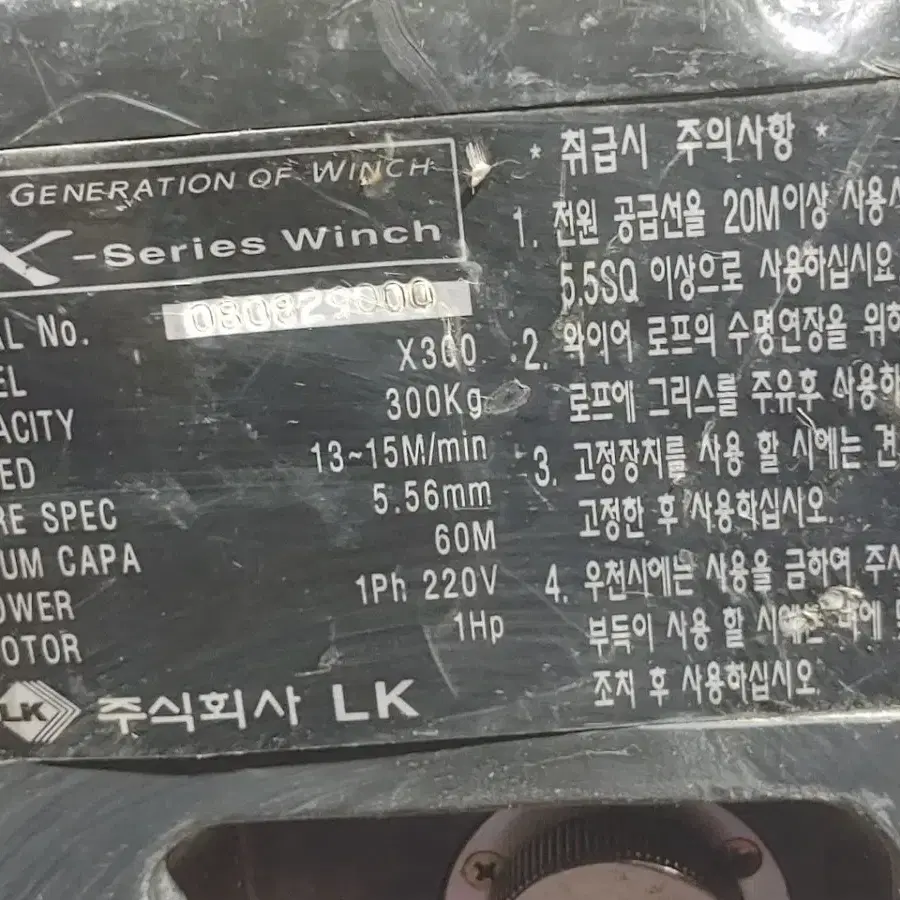 GENERATION OF WINCH
X-Series Winch
AL No.
X300
EL
300Kg
ACITY
13~15M/min
ED
5.56mm
RE SPEC
60M
UM CAPA
1Ph 220V
OWER
1Hp
OTOR
LK 주식회사 LK
* 취급시 주의사항 *
1. 전원 공급선을 20M이상 사용시
5.5SQ 이상으로 사용하십시요
2. 와이어 로프의 수명연장을 위하
로프에 그리스를 주유후 사용하
3. 고정장치를 사용 할 시에는 견
고정한 후 사용하십시오.
4. 우천시에는 사용을 금하여 주시
부득이 사용 할 시에는
조치 후 사용하십시오.